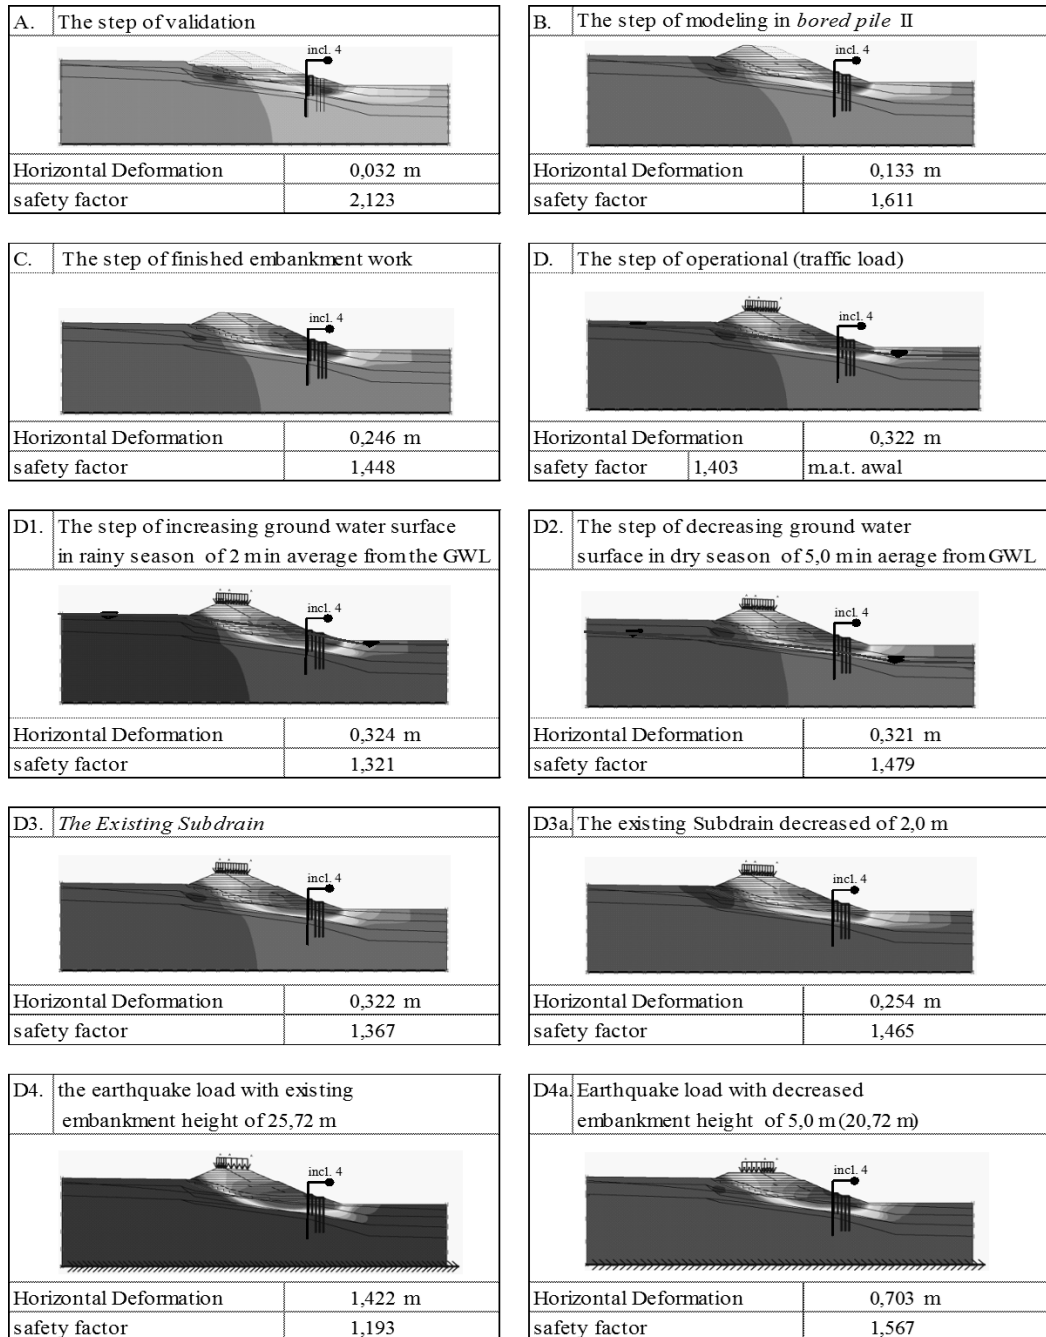 A. The step of validation
incl. 4
Horizontal Deformation 0,032 m
safety factor 2,123
B. The step of modeling in bored pile II
incl. 4
Horizontal Deformation 0,133 m
safety factor 1,611
C. The step of finished embankment work
incl. 4
Horizontal Deformation 0,246 m
safety factor 1,448
D. The step of operational (traffic load)
incl. 4
Horizontal Deformation 0,322 m
safety factor 1,403 m.a.t. awal
D1. The step of increasing ground water surface
in rainy season of 2 m in average from the GWL
incl. 4
Horizontal Deformation 0,324 m
safety factor 1,321
D2. The step of decreasing ground water
surface in dry season of 5,0 m in aerage from GWL
incl. 4
Horizontal Deformation 0,321 m
safety factor 1,479
D3. The Existing Subdrain
incl. 4
Horizontal Deformation 0,322 m
safety factor 1,367
D3a. The existing Subdrain decreased of 2,0 m
incl. 4
Horizontal Deformation 0,254 m
safety factor 1,465
D4. the earthquake load with existing
embankment height of 25,72 m
incl. 4
Horizontal Deformation 1,422 m
safety factor 1,193
D4a. Earthquake load with decreased
embankment height of 5,0 m (20,72 m)
incl. 4
Horizontal Deformation 0,703 m
safety factor 1,567